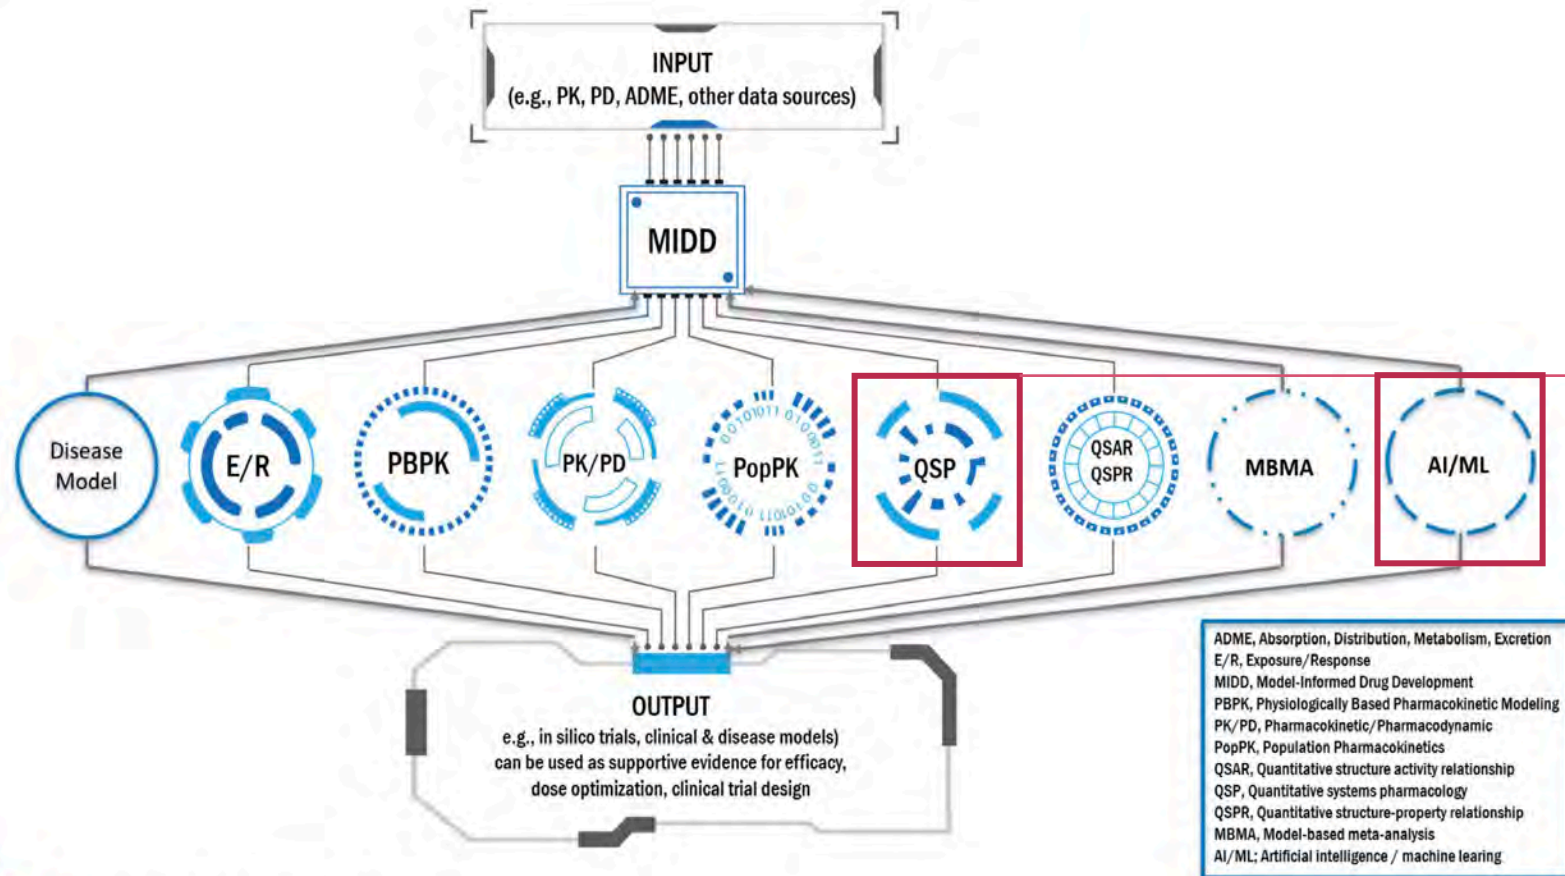 INPUT
(e.g., PK, PD, ADME, other data sources)
MIDD
Disease
Model
E/R
PBPK
PK/PD
00101011 0100011
PopPK
QSP
QSAR
QSPR
MBMA
AI/ML
OUTPUT
e.g., in silico trials, clinical & disease models)
can be used as supportive evidence for efficacy,
dose optimization, clinical trial design
ADME, Absorption, Distribution, Metabolism, Excretion
E/R, Exposure/Response
MIDD, Model-Informed Drug Development
PBPK, Physiologically Based Pharmacokinetic Modeling
PK/PD, Pharmacokinetic/Pharmacodynamic
PopPK, Population Pharmacokinetics
QSAR, Quantitative structure activity relationship
QSP, Quantitative systems pharmacology
QSPR, Quantitative structure-property relationship
MBMA, Model-based meta-analysis
AI/ML; Artificial intelligence / machine learing